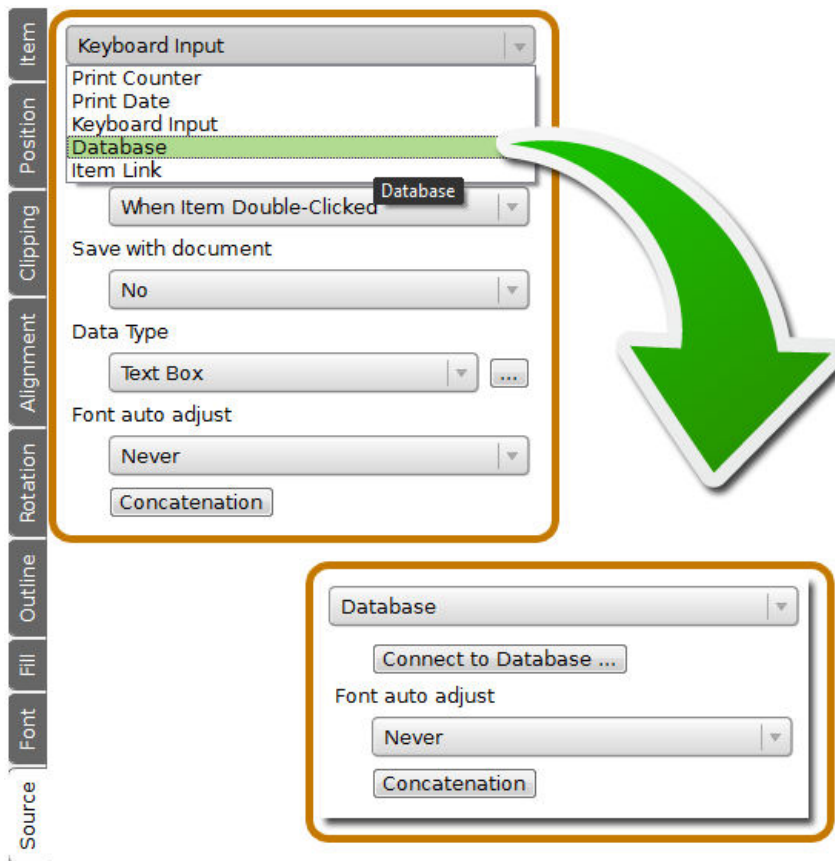 Item
Position
Clipping
Alignment
Rotation
Outline
Fill
Font
Source
Keyboard Input
Print Counter
Print Date
Keyboard Input
Database
Item Link
Database
When Item Double-Clicked
Save with document
No
Data Type
Text Box
...
Font auto adjust
Never
Concatenation
Database
Connect to Database ...
Font auto adjust
Never
Concatenation